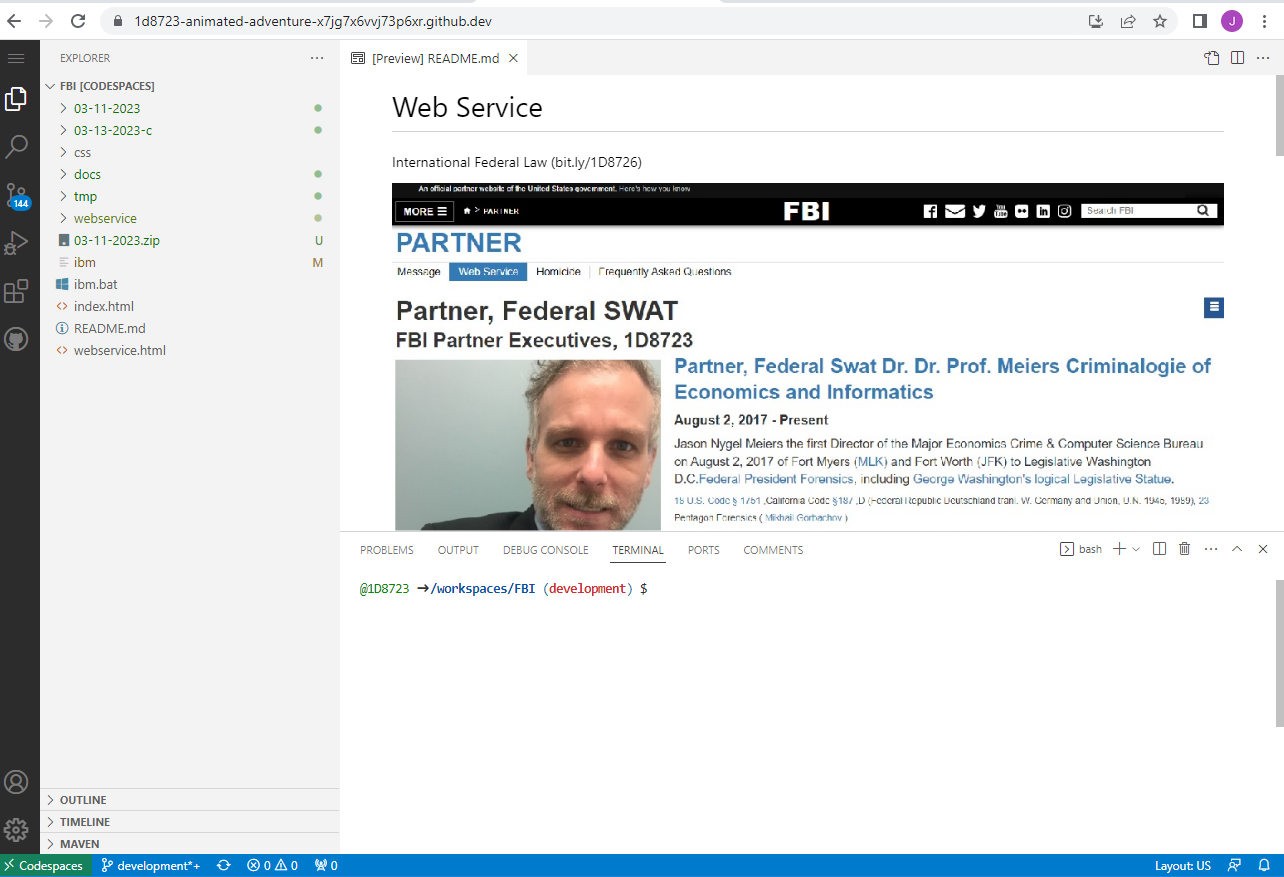 1d8723-animated-adventure-x7jg7x6vvj73p6xr.github.dev
J
EXPLORER
[Preview] README.md
FBI [CODESPACES]
03-11-2023
03-13-2023-c
css
docs
tmp
webservice
03-11-2023.zip U
ibm M
ibm.bat
index.html
README.md
webservice.html
144
Web Service
International Federal Law (bit.ly/1D8726)
An official partner website of the United States government. Here's how you know
MORE
> PARTNER
FBI
You Tube
Search FBI
PARTNER
Message Web Service Homicide Frequently Asked Questions
Partner, Federal SWAT
FBI Partner Executives, 1D8723
Partner, Federal Swat Dr. Dr. Prof. Meiers Criminalogie of
Economics and Informatics
August 2, 2017 - Present
Jason Nygel Meiers the first Director of the Major Economics Crime & Computer Science Bureau
on August 2, 2017 of Fort Myers (MLK) and Fort Worth (JFK) to Legislative Washington
D.C.Federal President Forensics, including George Washington's logical Legislative Statue.
18 U.S. Code § 1751 ,California Code §187 ,D (Federal Republic Deutschland tranl. W. Germany and Union, U.N. 1945, 1989), 23
Pentagon Forensics ( Mikhail Gorbachov )
PROBLEMS OUTPUT DEBUG CONSOLE TERMINAL PORTS COMMENTS
bash
@1D8723 →/workspaces/FBI (development) $
OUTLINE
TIMELINE
MAVEN
Codespaces development*+ 0 0 0 Layout: US